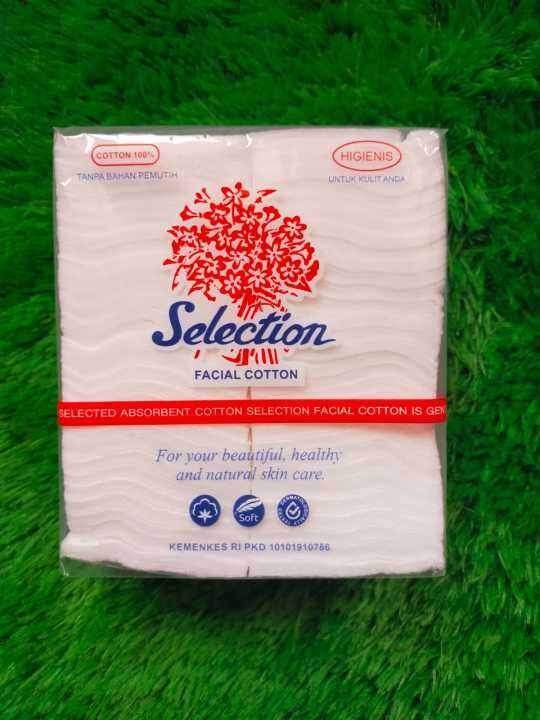 COTTON 100%
TANPA BAHAN PEMUTIH
HIGIENIS
UNTUK KULIT ANDA
Selection
FACIAL COTTON
SELECTED ABSORBENT COTTON SELECTION FACIAL COTTON IS GEN
For your beautiful, healthy
and natural skin care.
Soft
KEMENKES RI PKD 10101910786